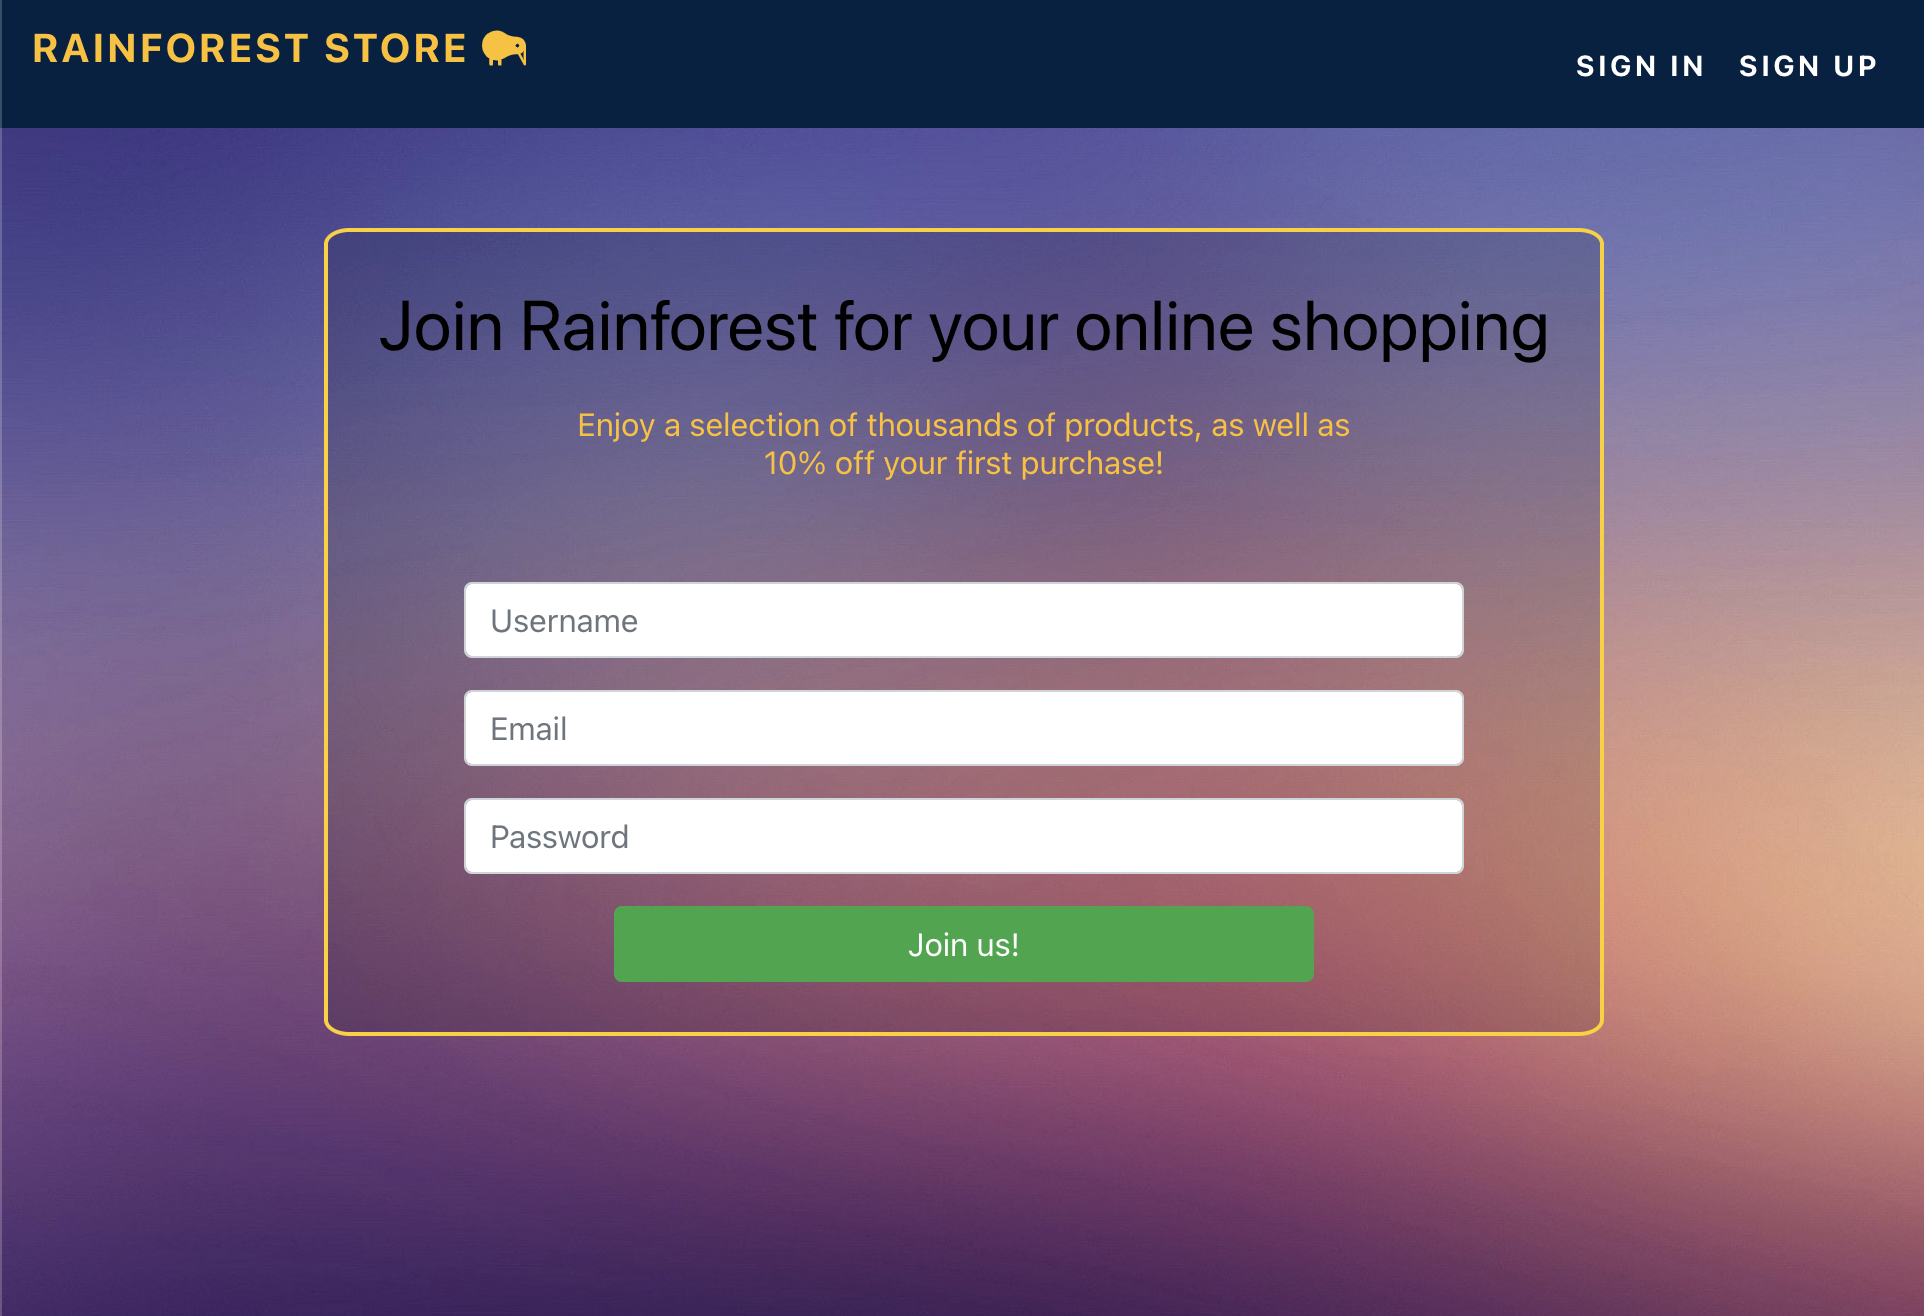 RAINFOREST STORE
SIGN IN SIGN UP
Join Rainforest for your online shopping
Enjoy a selection of thousands of products, as well as
10% off your first purchase!
Username
Email
Password
Join us!